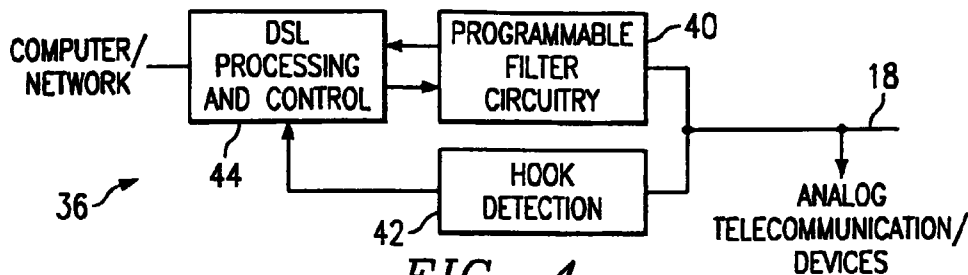 COMPUTER/
NETWORK
DSL
PROCESSING
AND CONTROL
44
PROGRAMMABLE
FILTER
CIRCUITRY
40
18
HOOK
DETECTION
42
36
ANALOG
TELECOMMUNICATION/
DEVICES
FIG. 4